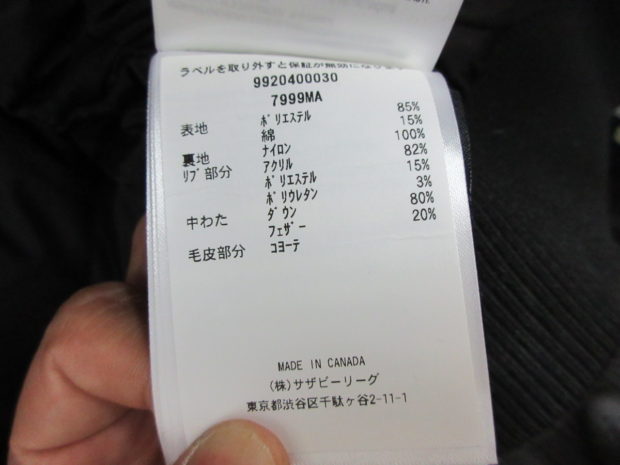 ラベルを取り外すと保証が無効になります
9920400030
7999MA
表地 ポリエステル 85%
綿 15%
裏地 ナイロン 100%
リブ部分 アクリル 82%
ポリエステル 15%
ポリウレタン 3%
中わた ダウン 80%
フェザー 20%
毛皮部分 コヨーテ
MADE IN CANADA
(株)サザビーリーグ
東京都渋谷区千駄ヶ谷2-11-1